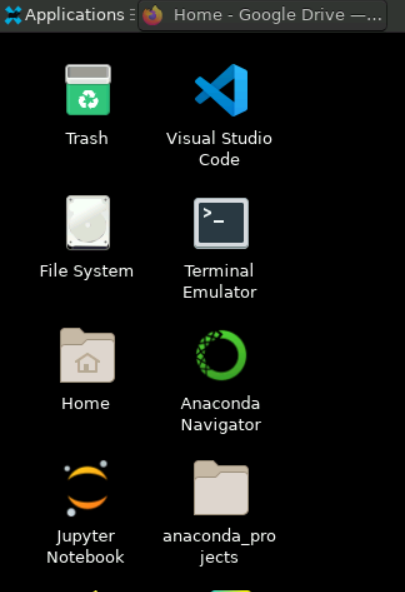 Applications
Home - Google Drive —...
Trash
Visual Studio
Code
File System
>_
Terminal
Emulator
Home
Anaconda
Navigator
Jupyter
Notebook
anaconda_pro
jects